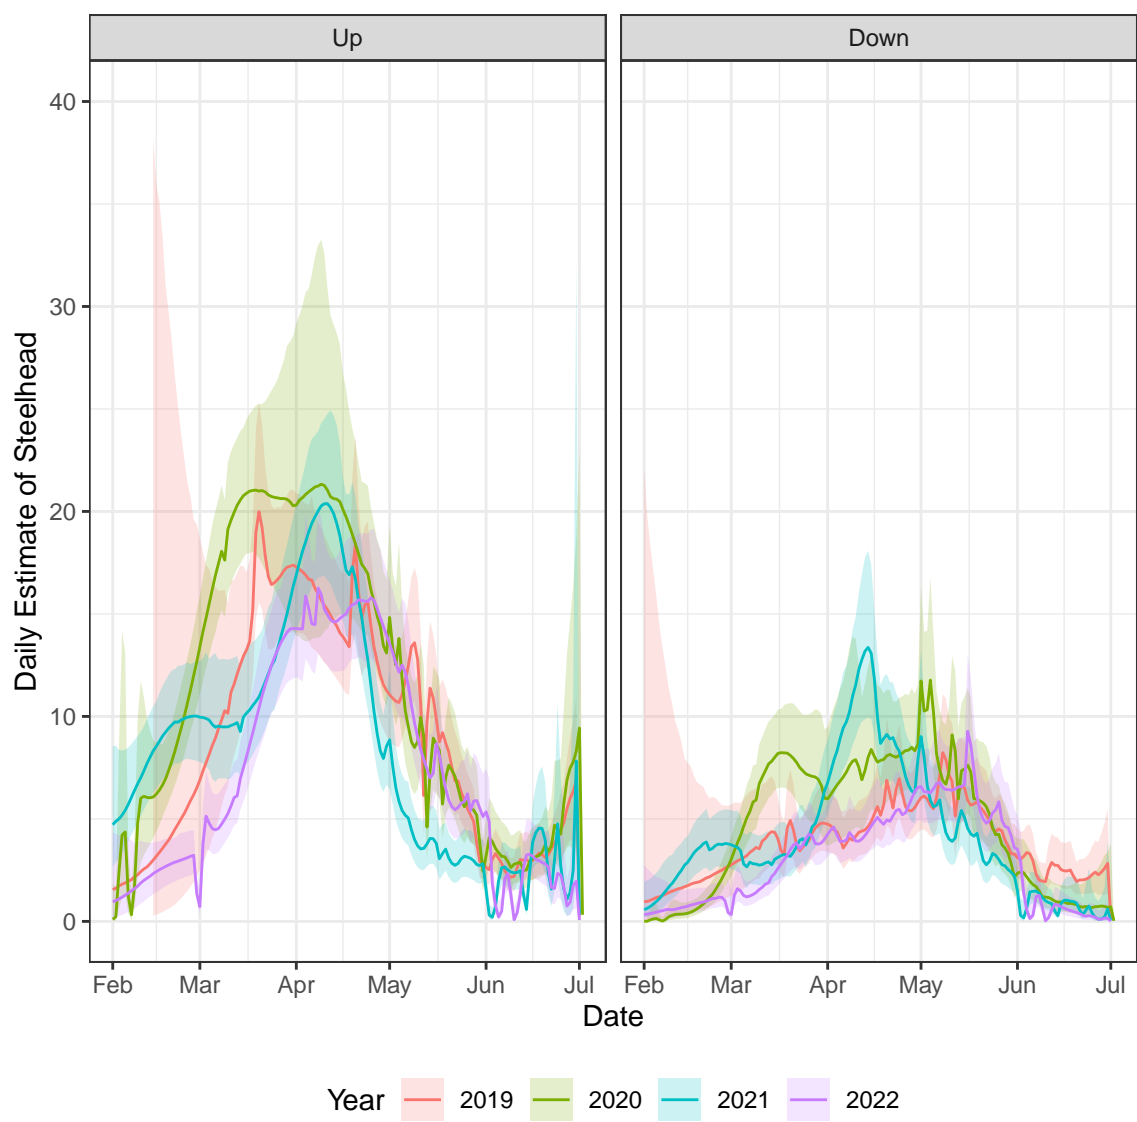 Up Down
Daily Estimate of Steelhead
40
30
20
10
0
Feb Mar Apr May Jun Jul Feb Mar Apr May Jun Jul
Date
Year 2019 2020 2021 2022